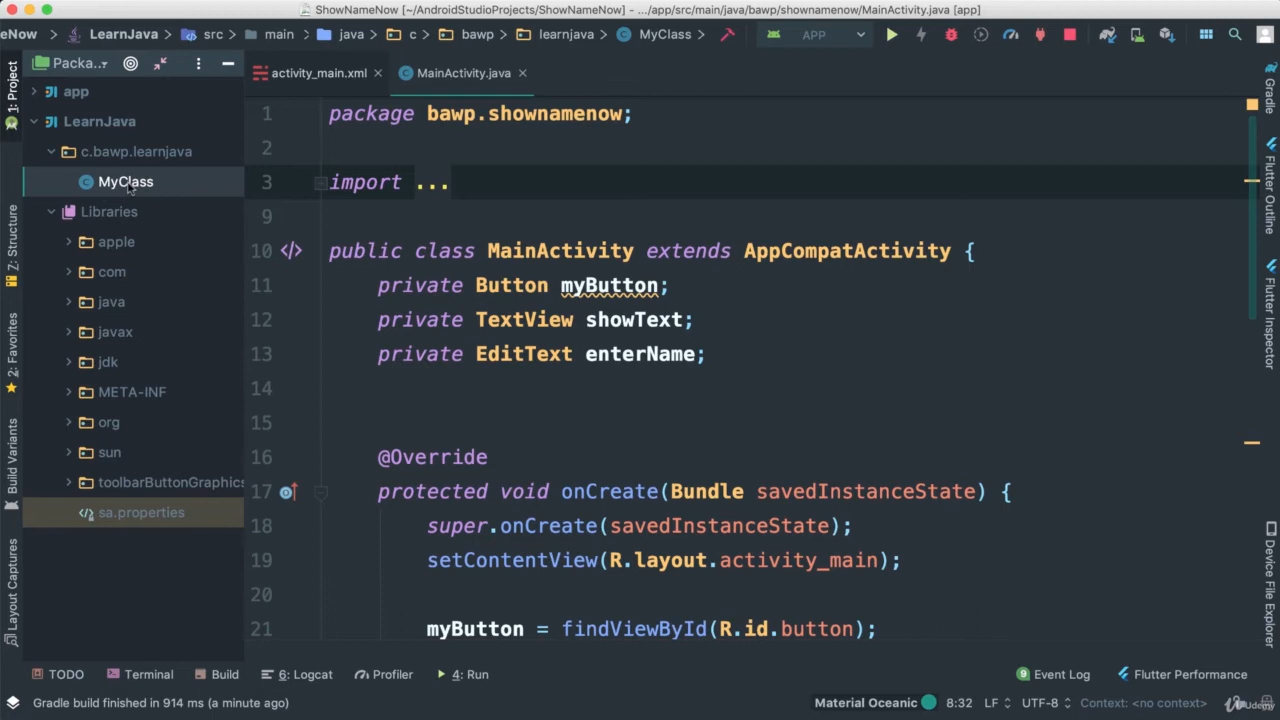 ShowNameNow [~/AndroidStudioProjects/ShowNameNow] - .../app/src/main/java/bawp/shownamenow/MainActivity.java [app]
eNow LearnJava src main java c bawp learnjava MyClass APP
1: Project
Packa...
activity_main.xml
MainActivity.java
app
LearnJava
c.bawp.learnjava
MyClass
Libraries
apple
com
java
javax
jdk
META-INF
org
sun
toolbarButtonGraphics
sa.properties
7: Structure
2: Favorites
Build Variants
Layout Captures
1 package bawp.shownamenow;
2
3 import ...
9
10 public class MainActivity extends AppCompatActivity {
11 private Button myButton;
12 private TextView showText;
13 private EditText enterName;
14
15
16 @Override
17 protected void onCreate(Bundle savedInstanceState) {
18 super.onCreate(savedInstanceState);
19 setContentView(R.layout.activity_main);
20
21 myButton = findViewById(R.id.button);
Gradle
Flutter Outline
Flutter Inspector
Device File Explorer
TODO Terminal Build 6: Logcat Profiler 4: Run 9 Event Log Flutter Performance
Gradle build finished in 914 ms (a minute ago) Material Oceanic 8:32 LF UTF-8 Context: <no context>
Udemy